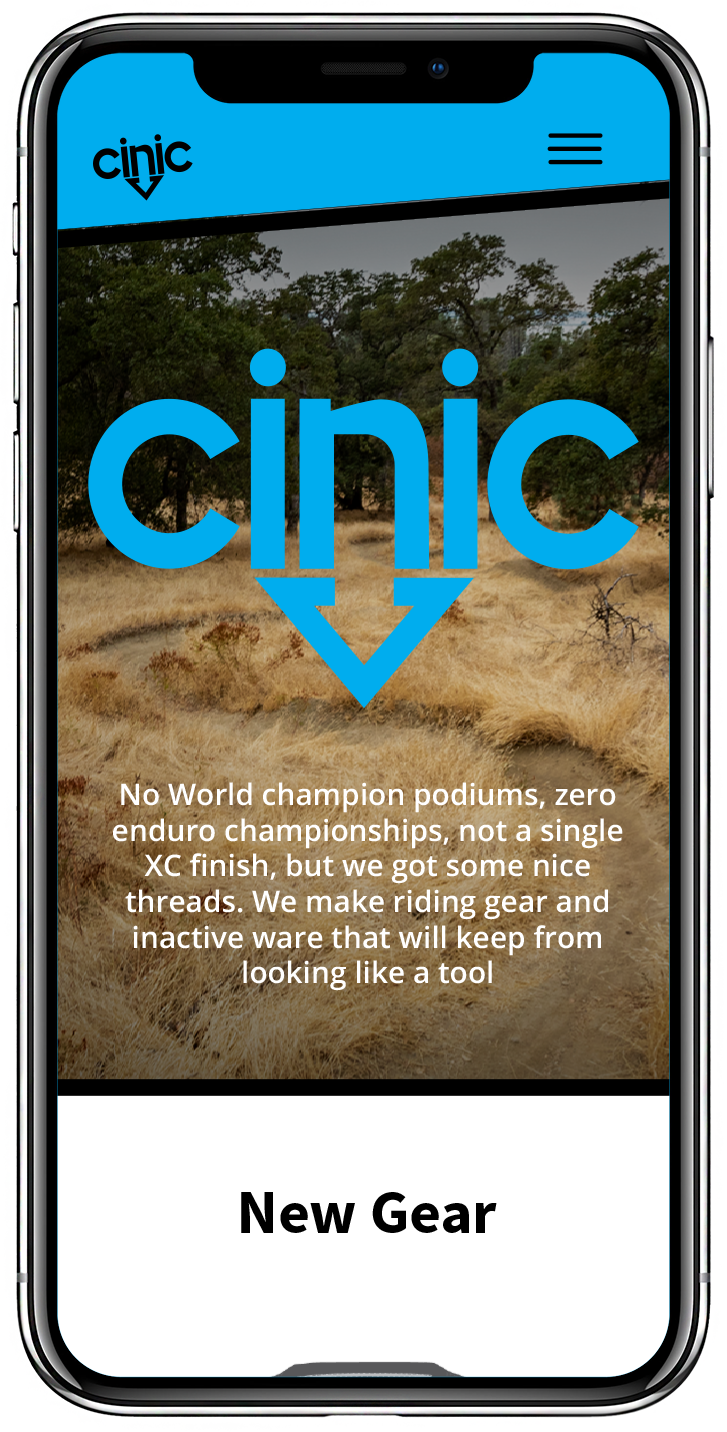 cinic
cinic
No World champion podiums, zero
enduro championships, not a single
XC finish, but we got some nice
threads. We make riding gear and
inactive ware that will keep from
looking like a tool
New Gear